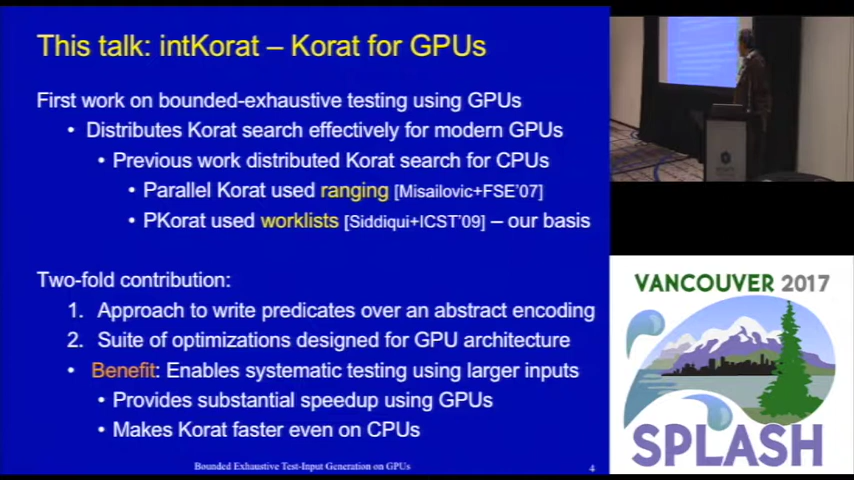 This talk: intKorat – Korat for GPUs
First work on bounded-exhaustive testing using GPUs
• Distributes Korat search effectively for modern GPUs
• Previous work distributed Korat search for CPUs
• Parallel Korat used ranging [Misailovic+FSE'07]
• PKorat used worklists [Siddiqui+ICST'09] – our basis
Two-fold contribution:
1. Approach to write predicates over an abstract encoding
2. Suite of optimizations designed for GPU architecture
• Benefit: Enables systematic testing using larger inputs
• Provides substantial speedup using GPUs
• Makes Korat faster even on CPUs
Bounded Exhaustive Test-Input Generation on GPUs
4
VANCOUVER 2017
SPLASH